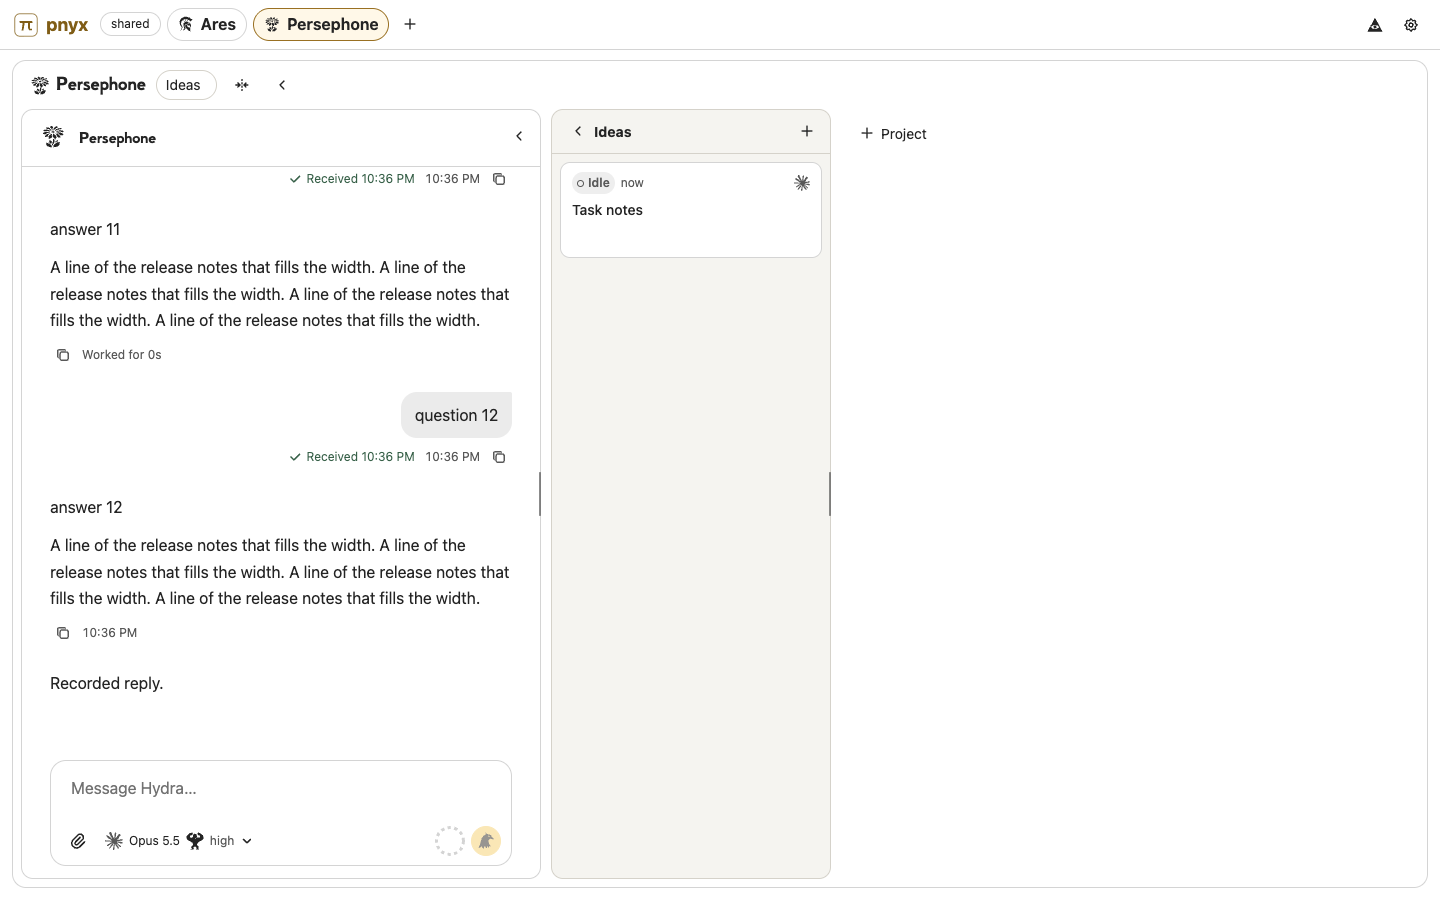 π pnyx shared Ares Persephone
Persephone Ideas
Persephone
Received 10:36 PM 10:36 PM
answer 11
A line of the release notes that fills the width. A line of the
release notes that fills the width. A line of the release notes that
fills the width. A line of the release notes that fills the width.
Worked for 0s
question 12
Received 10:36 PM 10:36 PM
answer 12
A line of the release notes that fills the width. A line of the
release notes that fills the width. A line of the release notes that
fills the width. A line of the release notes that fills the width.
10:36 PM
Recorded reply.
Message Hydra...
Opus 5.5 high
Ideas
Idle now
Task notes
Project